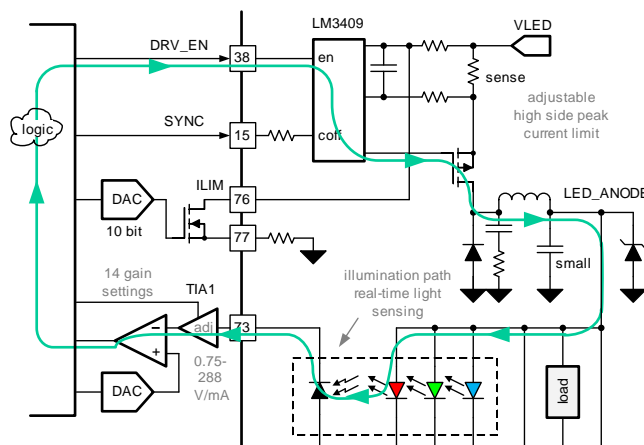 LM3409
VLED
DRV_EN
38
en
sense
adjustable
high side peak
current limit
logic
SYNC
15
coff
ILIM
DAC
76
LED_ANODE
10 bit
77
small
14 gain
settings
illumination path
real-time light
sensing
TIA1
adj
73
0.75-
288
V/mA
DAC
load